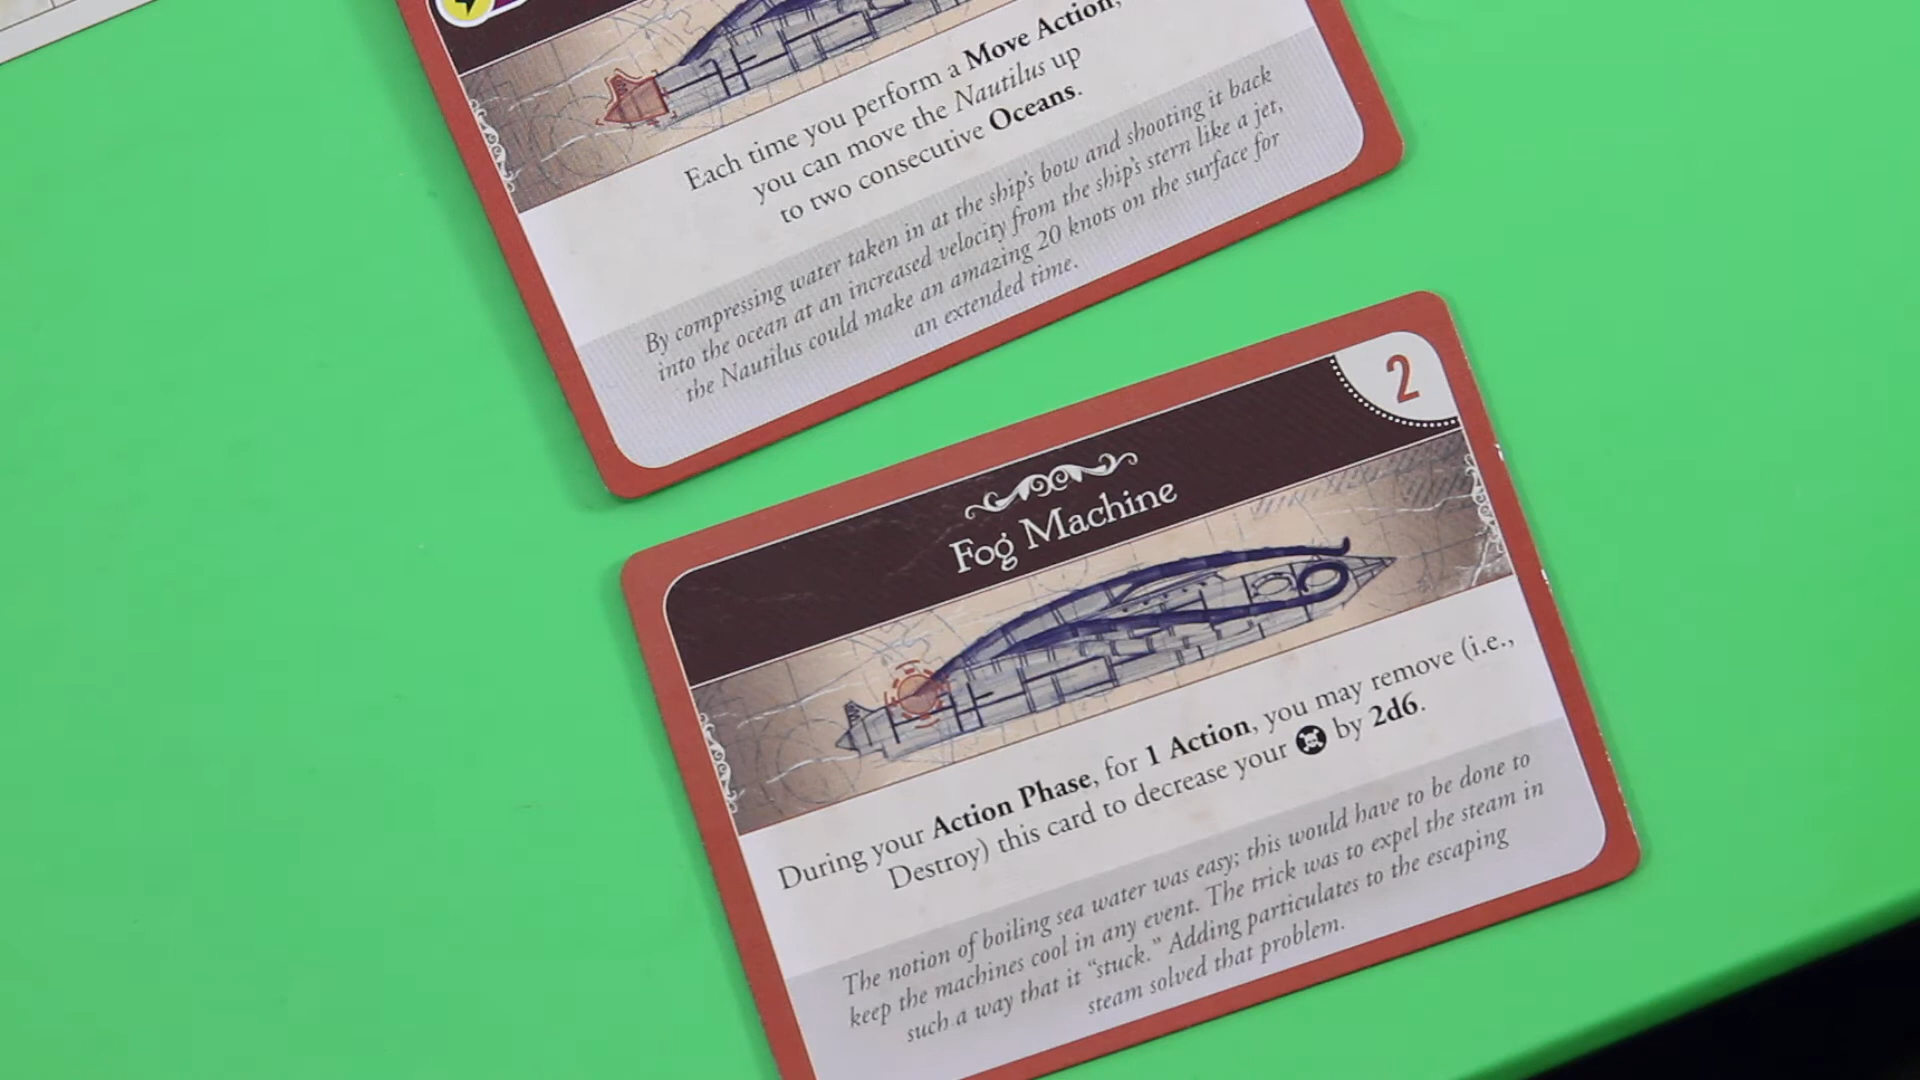 Each time you perform a Move Action,
you can move the Nautilus up
to two consecutive Oceans.
By compressing water taken in at the ship's bow and shooting it back
into the ocean at an increased velocity from the ship's stern like a jet,
the Nautilus could make an amazing 20 knots on the surface for
an extended time.
2
Fog Machine
During your Action Phase, for 1 Action, you may remove (i.e.,
Destroy) this card to decrease your by 2d6.
The notion of boiling sea water was easy; this would have to be done to
keep the machines cool in any event. The trick was to expel the steam in
such a way that it “stuck.” Adding particulates to the escaping
steam solved that problem.